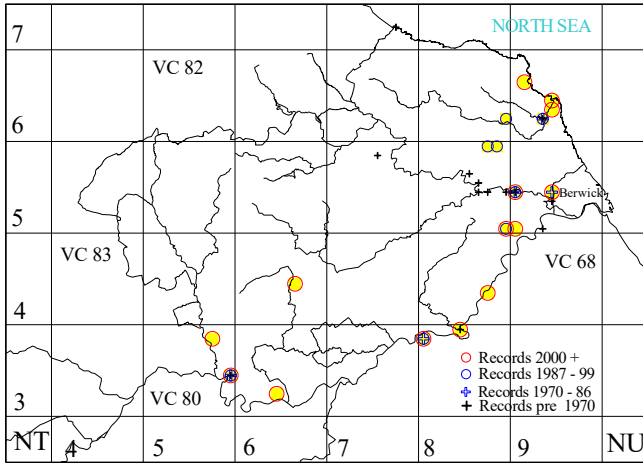 7
NORTH SEA
VC 82
6
Berwick
5
VC 83
VC 68
4
Records 2000 +
Records 1987 - 99
Records 1970 - 86
VC 80
Records pre 1970
3
NT 4 5 6 7 8 9 NU